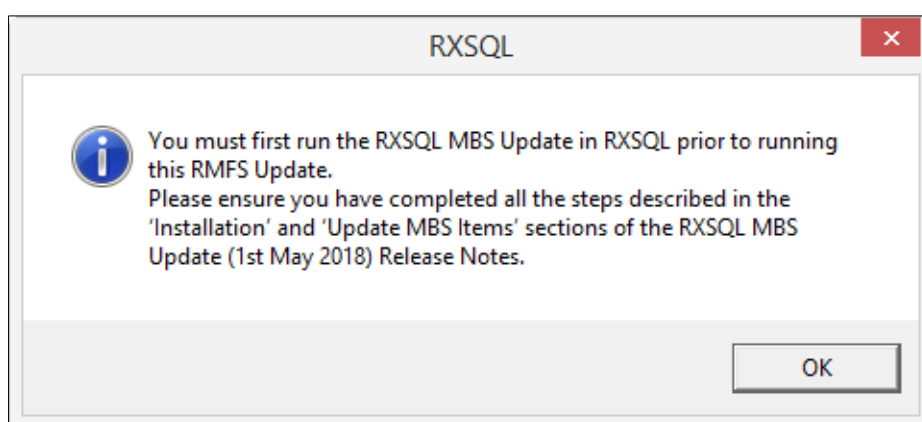 RXSQL
You must first run the RXSQL MBS Update in RXSQL prior to running
this RMFS Update.
Please ensure you have completed all the steps described in the
‘Installation’ and ‘Update MBS Items’ sections of the RXSQL MBS
Update (1st May 2018) Release Notes.
OK